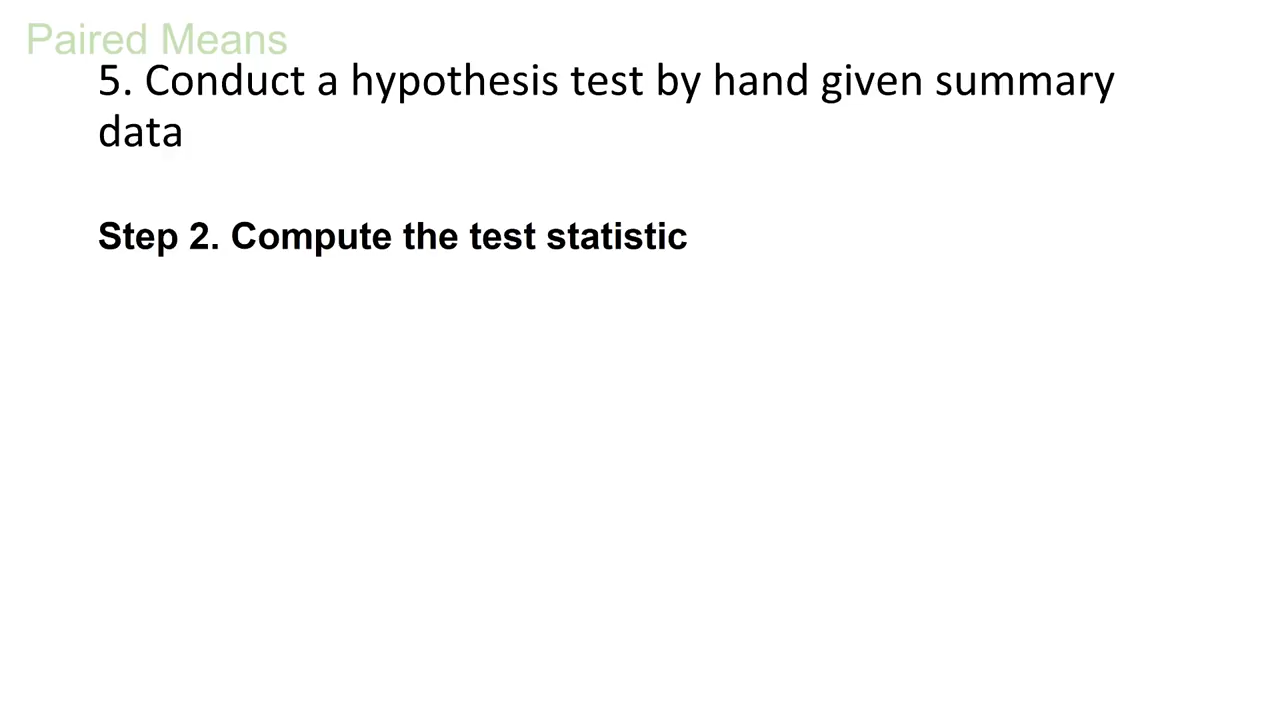 Paired Means
5. Conduct a hypothesis test by hand given summary
data
Step 2. Compute the test statistic